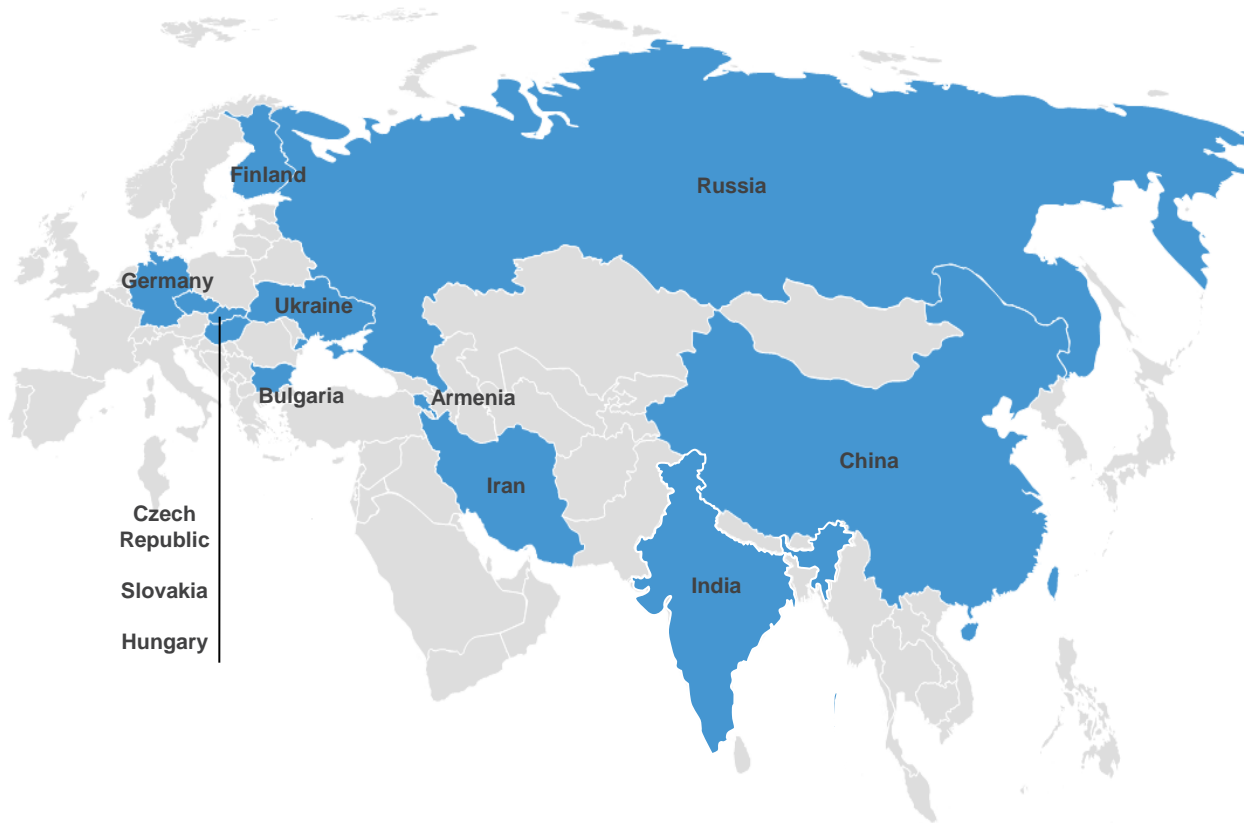 Finland
Russia
Germany
Ukraine
Bulgaria
Armenia
China
Iran
Czech
Republic
India
Slovakia
Hungary